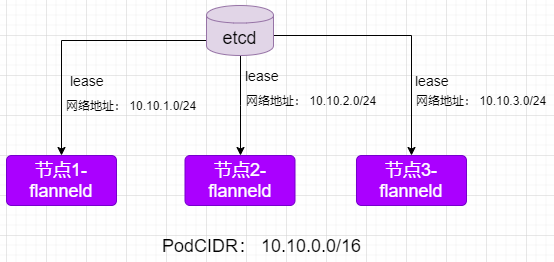 etcd
lease
网络地址： 10.10.1.0/24
lease
网络地址： 10.10.2.0/24
lease
网络地址： 10.10.3.0/24
节点1-
flanneld
节点2-
flanneld
节点3-
flanneld
PodCIDR： 10.10.0.0/16